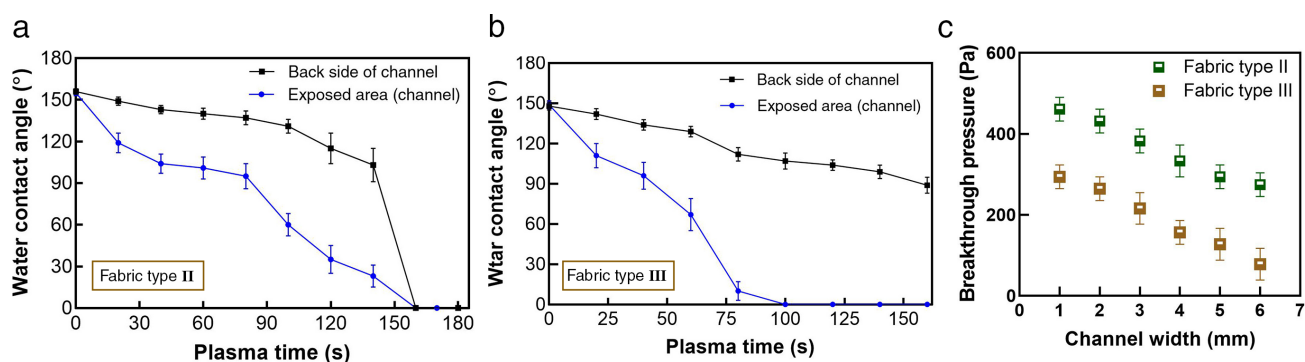 a
Water contact angle (°)
180
150
120
90
60
30
0
Back side of channel
Exposed area (channel)
Fabric type II
0 30 60 90 120 150 180
Plasma time (s)
b
Wtar contact angle (°)
180
150
120
90
60
30
0
Back side of channel
Exposed area (channel)
Fabric type III
0 25 50 75 100 125 150
Plasma time (s)
c
Breakthrough pressure (Pa)
600
400
200
0
Fabric type II
Fabric type III
0 1 2 3 4 5 6 7
Channel width (mm)